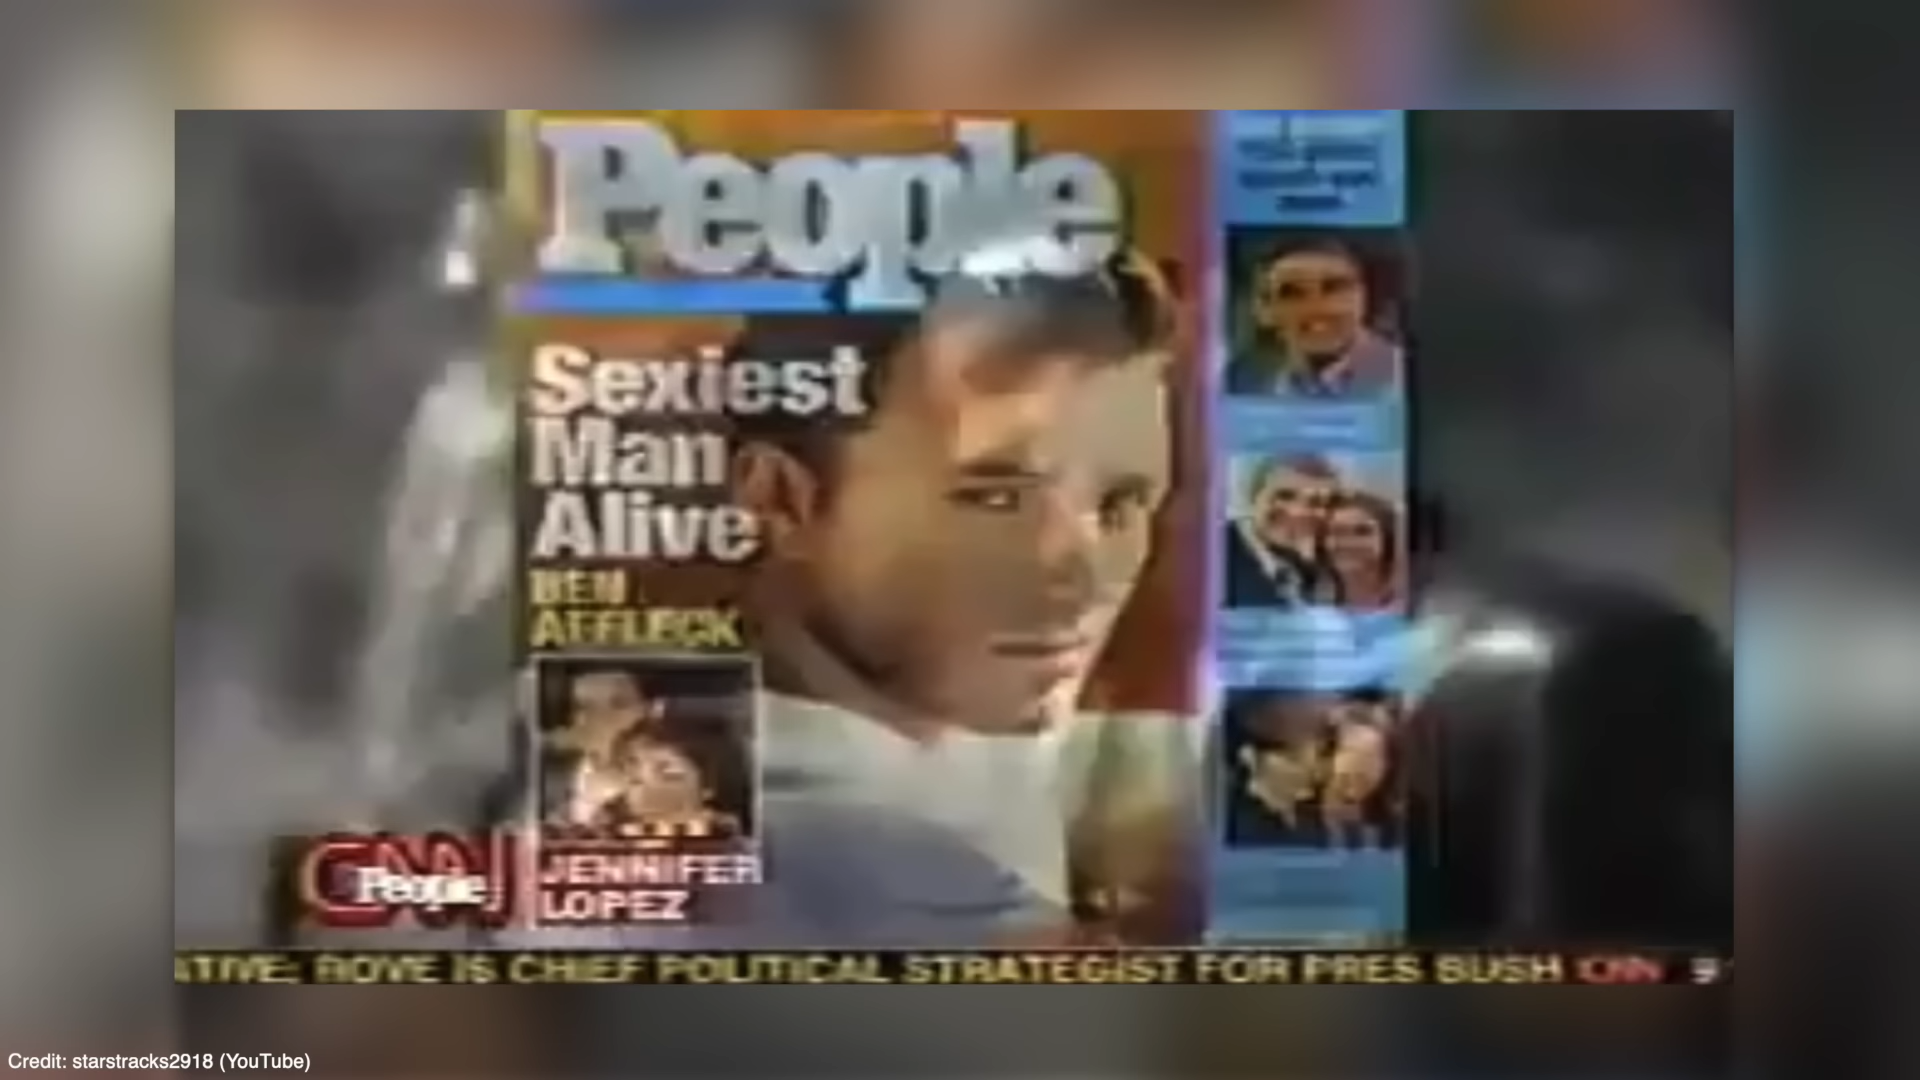 People
Sexiest
Man
Alive
BEN
AFFLECK
CNN
People
JENNIFER
LOPEZ
ATIVE; ROVE IS CHIEF POLITICAL STRATEGIST FOR PRES BUSH CNN 9
Credit: starstracks2918 (YouTube)